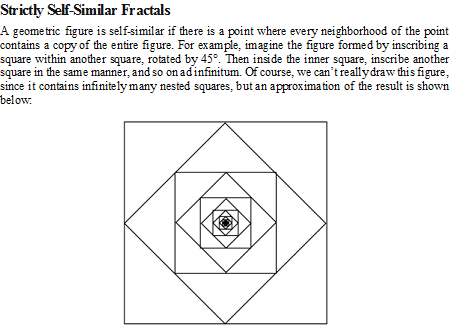 Strictly Self-Similar Fractals
A geometric figure is self-similar if there is a point where every neighborhood of the point
contains a copy of the entire figure. For example, imagine the figure formed by inscribing a
square within another square, rotated by 45°. Then inside the inner square, inscribe another
square in the same manner, and so on ad infinitum. Of course, we can't really draw this figure,
since it contains infinitely many nested squares, but an approximation of the result is shown
below: